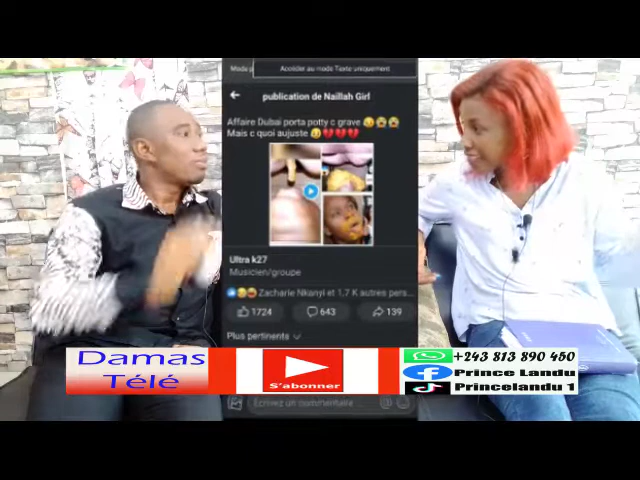 Accéder au mode Texte uniquement
publication de Naillah Girl
Affaire Dubai porta potty c grave 😢😭😭
Mais c quoi aujuste 😢💔💔💔
Ultra k27
Musicien/groupe
Zacharie Nkanyi et 1,7 K autres pers...
1724
643
139
Plus pertinents
Damas
Télé
S'abonner
+243 813 890 450
Prince Landu
Princelandu 1
Écrivez un commentaire...